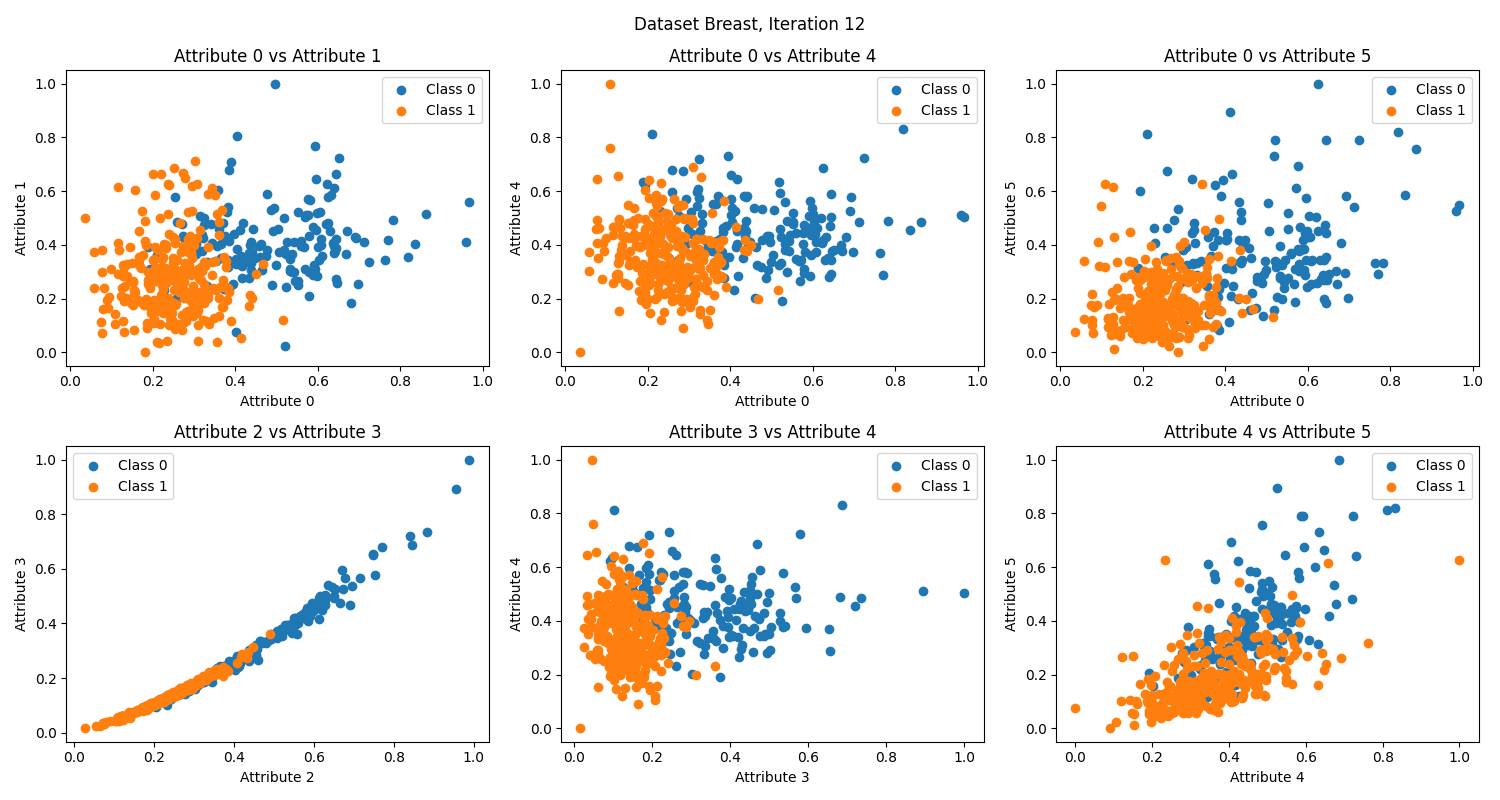 Dataset Breast, Iteration 12
Attribute 0 vs Attribute 1
Class 0
Class 1
Attribute 1
1.0
0.8
0.6
0.4
0.2
0.0
0.0 0.2 0.4 0.6 0.8 1.0
Attribute 0
Attribute 0 vs Attribute 4
Class 0
Class 1
Attribute 4
1.0
0.8
0.6
0.4
0.2
0.0
0.0 0.2 0.4 0.6 0.8 1.0
Attribute 0
Attribute 0 vs Attribute 5
Class 0
Class 1
Attribute 5
1.0
0.8
0.6
0.4
0.2
0.0
0.0 0.2 0.4 0.6 0.8 1.0
Attribute 0
Attribute 2 vs Attribute 3
Class 0
Class 1
Attribute 3
1.0
0.8
0.6
0.4
0.2
0.0
0.0 0.2 0.4 0.6 0.8 1.0
Attribute 2
Attribute 3 vs Attribute 4
Class 0
Class 1
Attribute 4
1.0
0.8
0.6
0.4
0.2
0.0
0.0 0.2 0.4 0.6 0.8 1.0
Attribute 3
Attribute 4 vs Attribute 5
Class 0
Class 1
Attribute 5
1.0
0.8
0.6
0.4
0.2
0.0
0.0 0.2 0.4 0.6 0.8 1.0
Attribute 4